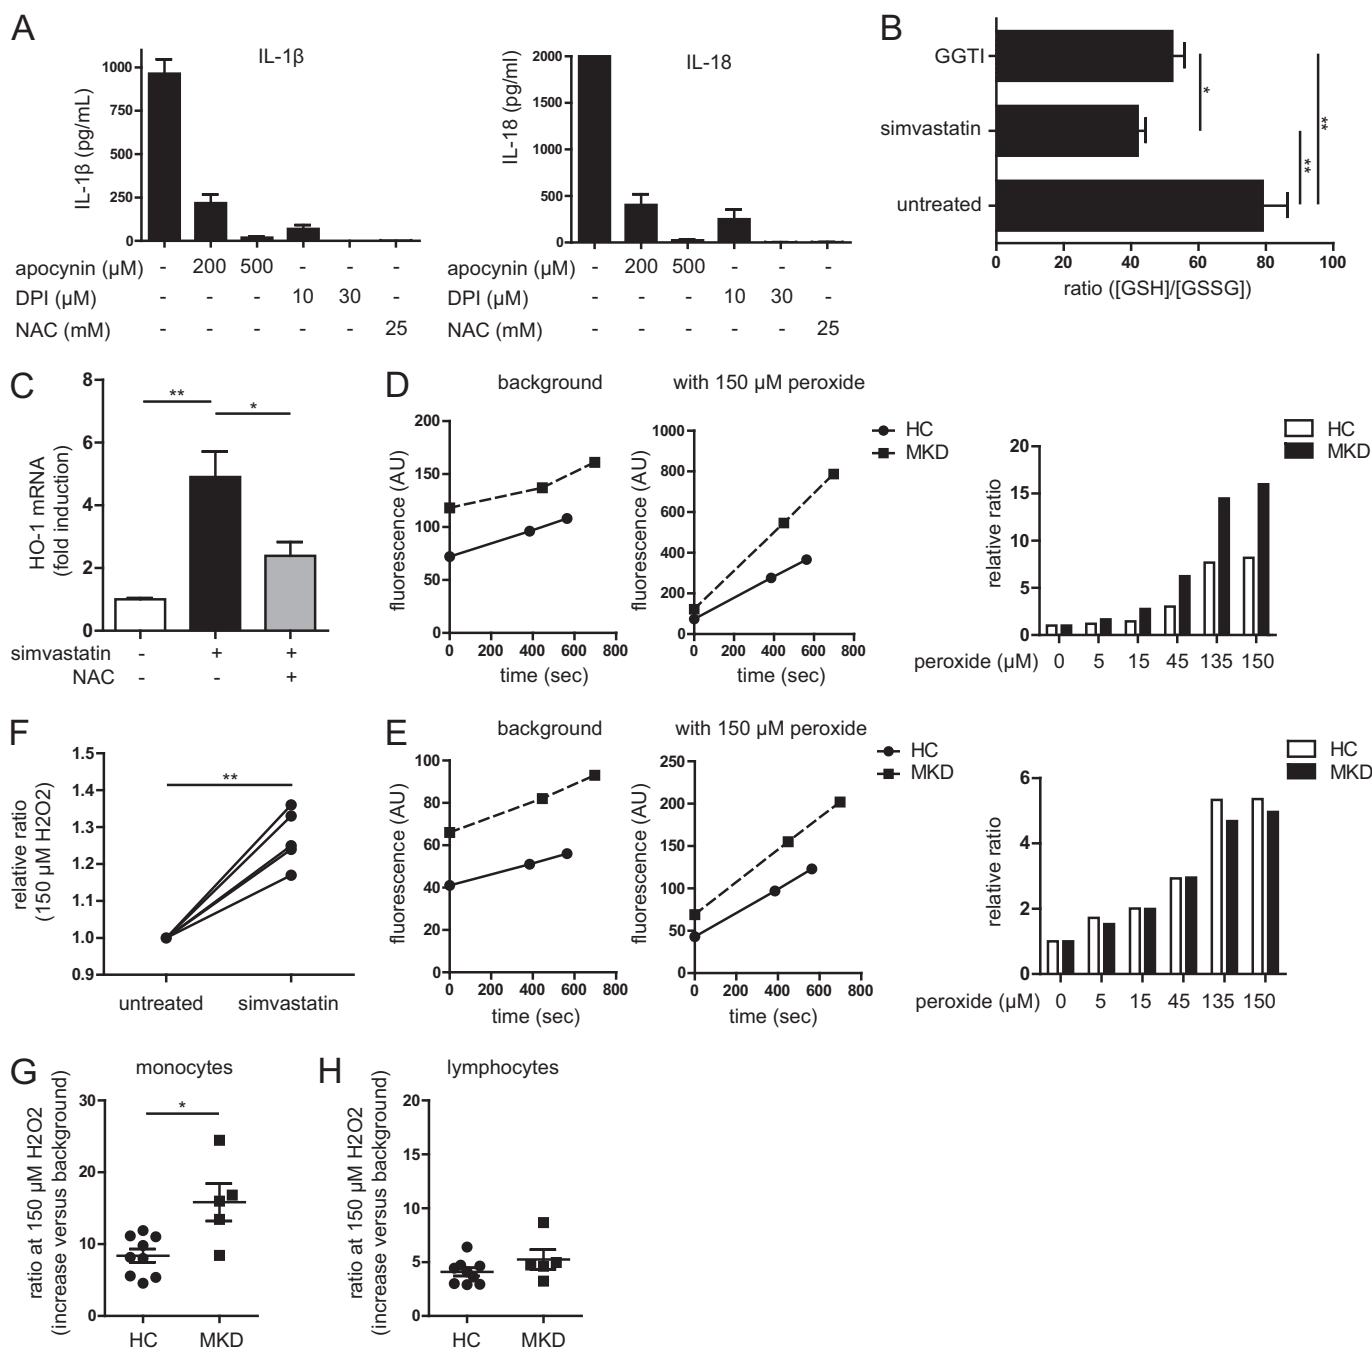 A
IL-1β
IL-1β (pg/mL)
1000
750
500
250
0
apocynin (µM) - 200 500 - - -
DPI (µM) - - - 10 30 -
NAC (mM) - - - - - 25
IL-18
IL-18 (pg/ml)
2000
1500
1000
500
0
apocynin (µM) - 200 500 - - -
DPI (µM) - - - 10 30 -
NAC (mM) - - - - - 25
B
GGTI
simvastatin
untreated
*
**
**
0 20 40 60 80 100
ratio ([GSH]/[GSSG])
C
HO-1 mRNA
(fold induction)
8
6
4
2
0
**
*
simvastatin - + +
NAC - - +
D
background
fluorescence (AU)
200
150
100
50
0
0 200 400 600 800
time (sec)
with 150 µM peroxide
fluorescence (AU)
1000
800
600
400
200
0
0 200 400 600 800
time (sec)
HC
MKD
relative ratio
20
15
10
5
0
peroxide (µM) 0 5 15 45 135 150
HC
MKD
F
relative ratio
(150 µM H2O2)
1.5
1.4
1.3
1.2
1.1
1.0
0.9
**
untreated simvastatin
E
background
fluorescence (AU)
100
80
60
40
20
0
0 200 400 600 800
time (sec)
with 150 µM peroxide
fluorescence (AU)
250
200
150
100
50
0
0 200 400 600 800
time (sec)
HC
MKD
relative ratio
6
4
2
0
peroxide (µM) 0 5 15 45 135 150
HC
MKD
G
monocytes
ratio at 150 µM H2O2
(increase versus background)
30
20
10
0
*
HC MKD
H
lymphocytes
ratio at 150 µM H2O2
(increase versus background)
20
15
10
5
0
HC MKD